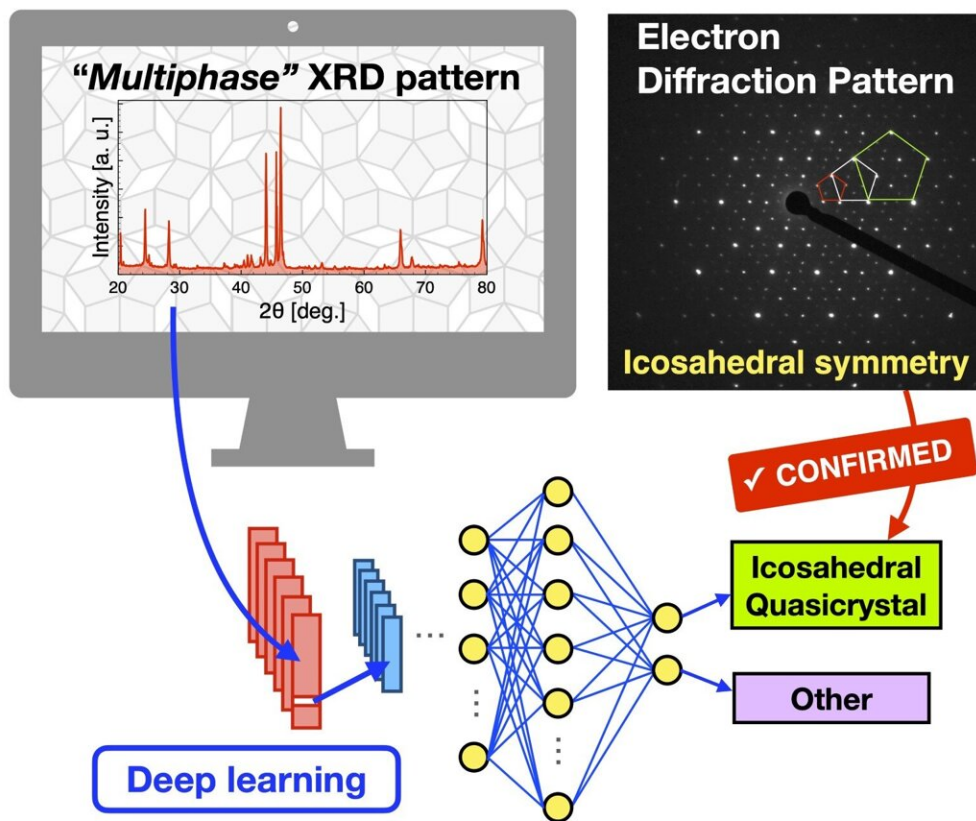 “Multiphase” XRD pattern
Intensity [a. u.]
20 30 40 50 60 70 80
2θ [deg.]
Electron
Diffraction Pattern
Icosahedral symmetry
✓ CONFIRMED
Icosahedral
Quasicrystal
Other
Deep learning